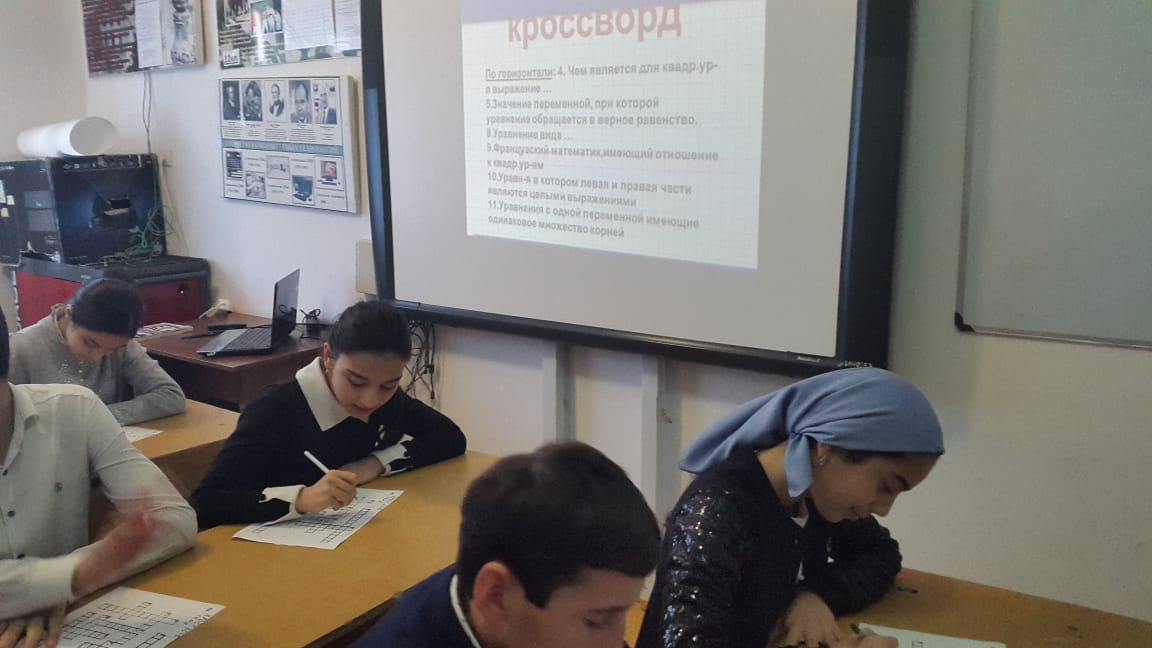 кроссворд
По горизонтали: 4. Чем является для квадр.ур-
я выражение ...
5.Значение переменной, при которой
уравнение обращается в верное равенство.
8.Уравнение вида ...
9.Французский математик,имеющий отношение
к квадр.ур-ям
10.Уравн-я в котором левая и правая части
являются целыми выражениями
11.Уравнения с одной переменной имеющие
одинаковое множество корней